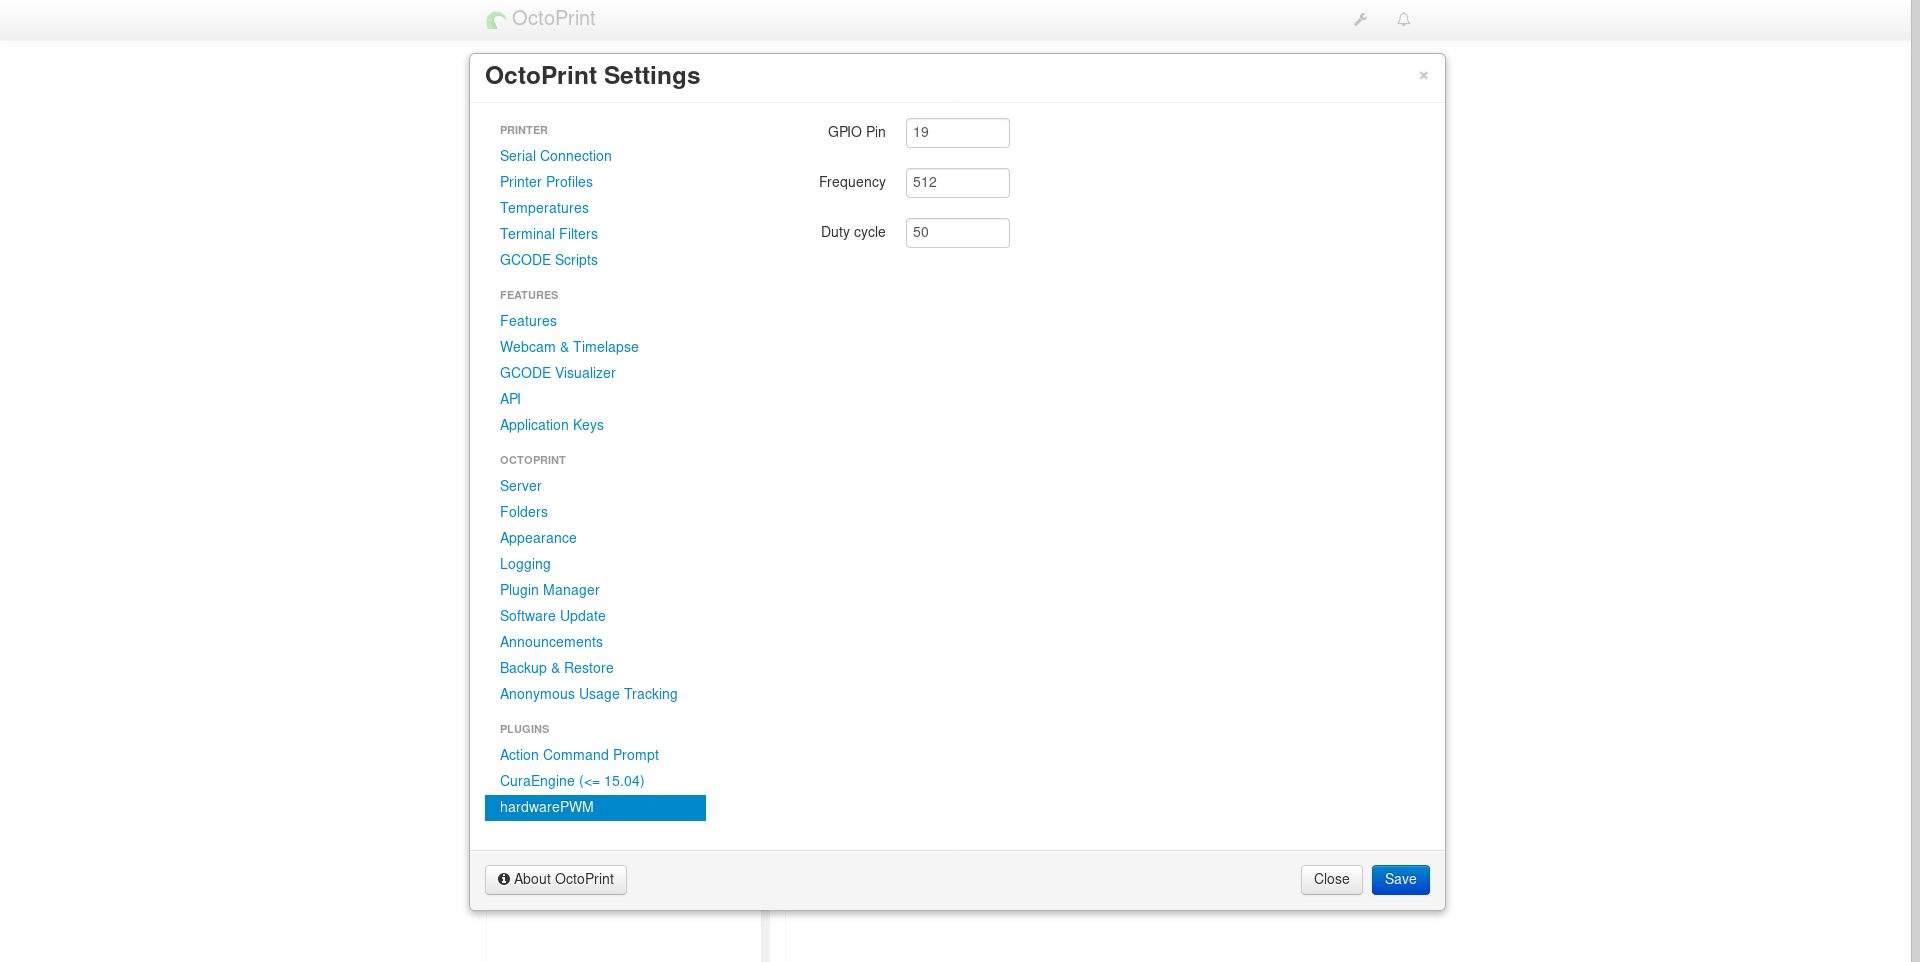 OctoPrint
OctoPrint Settings
×
PRINTER
Serial Connection
Printer Profiles
Temperatures
Terminal Filters
GCODE Scripts
FEATURES
Features
Webcam & Timelapse
GCODE Visualizer
API
Application Keys
OCTOPRINT
Server
Folders
Appearance
Logging
Plugin Manager
Software Update
Announcements
Backup & Restore
Anonymous Usage Tracking
PLUGINS
Action Command Prompt
CuraEngine (<= 15.04)
hardwarePWM
GPIO Pin 19
Frequency 512
Duty cycle 50
About OctoPrint
Close
Save